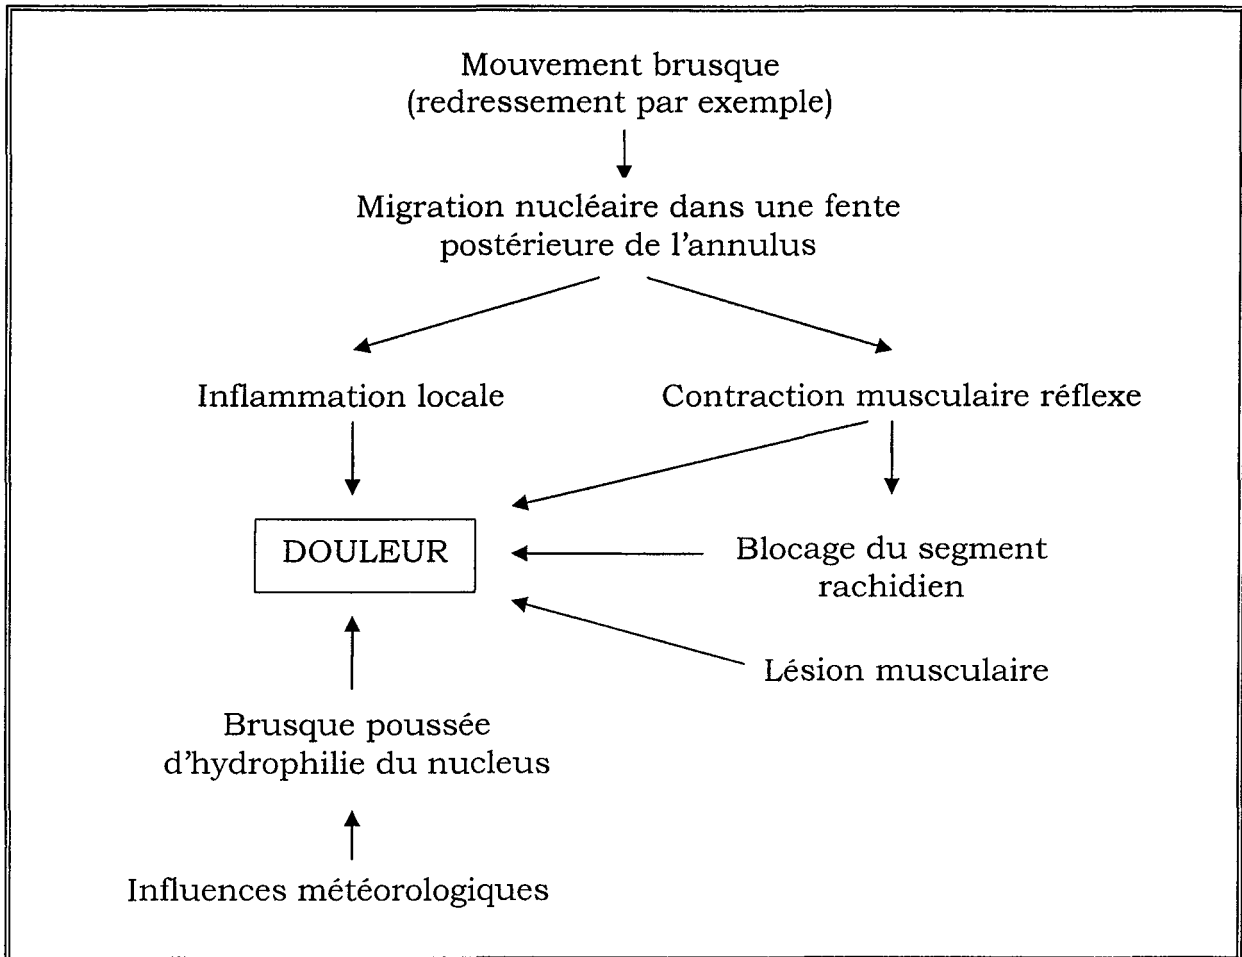 Mouvement brusque
(redressement par exemple)
Migration nucléaire dans une fente
postérieure de l'annulus
Inflammation locale
Contraction musculaire réflexe
DOULEUR
Blocage du segment
rachidien
Lésion musculaire
Brusque poussée
d'hydrophilie du nucleus
Influences météorologiques